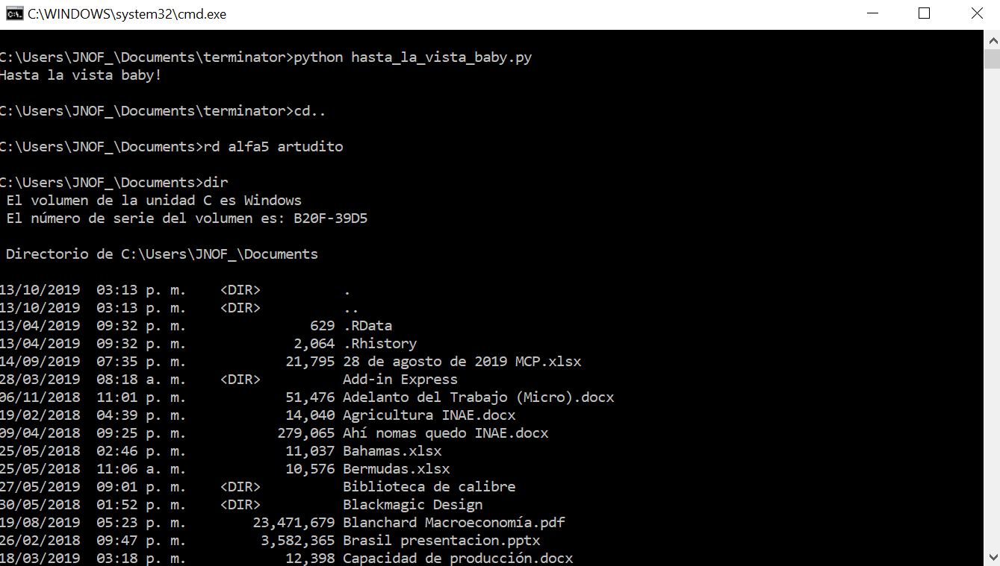 C:\WINDOWS\system32\cmd.exe
C:\Users\JNOF_\Documents\terminator>python hasta_la_vista_baby.py
Hasta la vista baby!
C:\Users\JNOF_\Documents\terminator>cd..
C:\Users\JNOF_\Documents>rd alfa5 artudito
C:\Users\JNOF_\Documents>dir
El volumen de la unidad C es Windows
El número de serie del volumen es: B20F-39D5
Directorio de C:\Users\JNOF_\Documents
13/10/2019  03:13 p. m.    <DIR>          .
13/10/2019  03:13 p. m.    <DIR>          ..
13/04/2019  09:32 p. m.               629 .RData
13/04/2019  09:32 p. m.             2,064 .Rhistory
14/09/2019  07:35 p. m.            21,795 28 de agosto de 2019 MCP.xlsx
28/03/2019  08:18 a. m.    <DIR>          Add-in Express
06/11/2018  11:01 p. m.            51,476 Adelanto del Trabajo (Micro).docx
19/02/2018  04:39 p. m.            14,040 Agricultura INAE.docx
09/04/2018  09:25 p. m.           279,065 Ahí nomas quedo INAE.docx
25/05/2018  02:46 p. m.            11,037 Bahamas.xlsx
25/05/2018  11:06 a. m.            10,576 Bermudas.xlsx
27/05/2019  09:01 p. m.    <DIR>          Biblioteca de calibre
30/05/2018  01:52 p. m.    <DIR>          Blackmagic Design
19/08/2019  05:23 p. m.        23,471,679 Blanchard Macroeconomía.pdf
26/02/2018  09:47 p. m.         3,582,365 Brasil presentacion.pptx
18/03/2019  03:18 p. m.            12,398 Capacidad de producción.docx